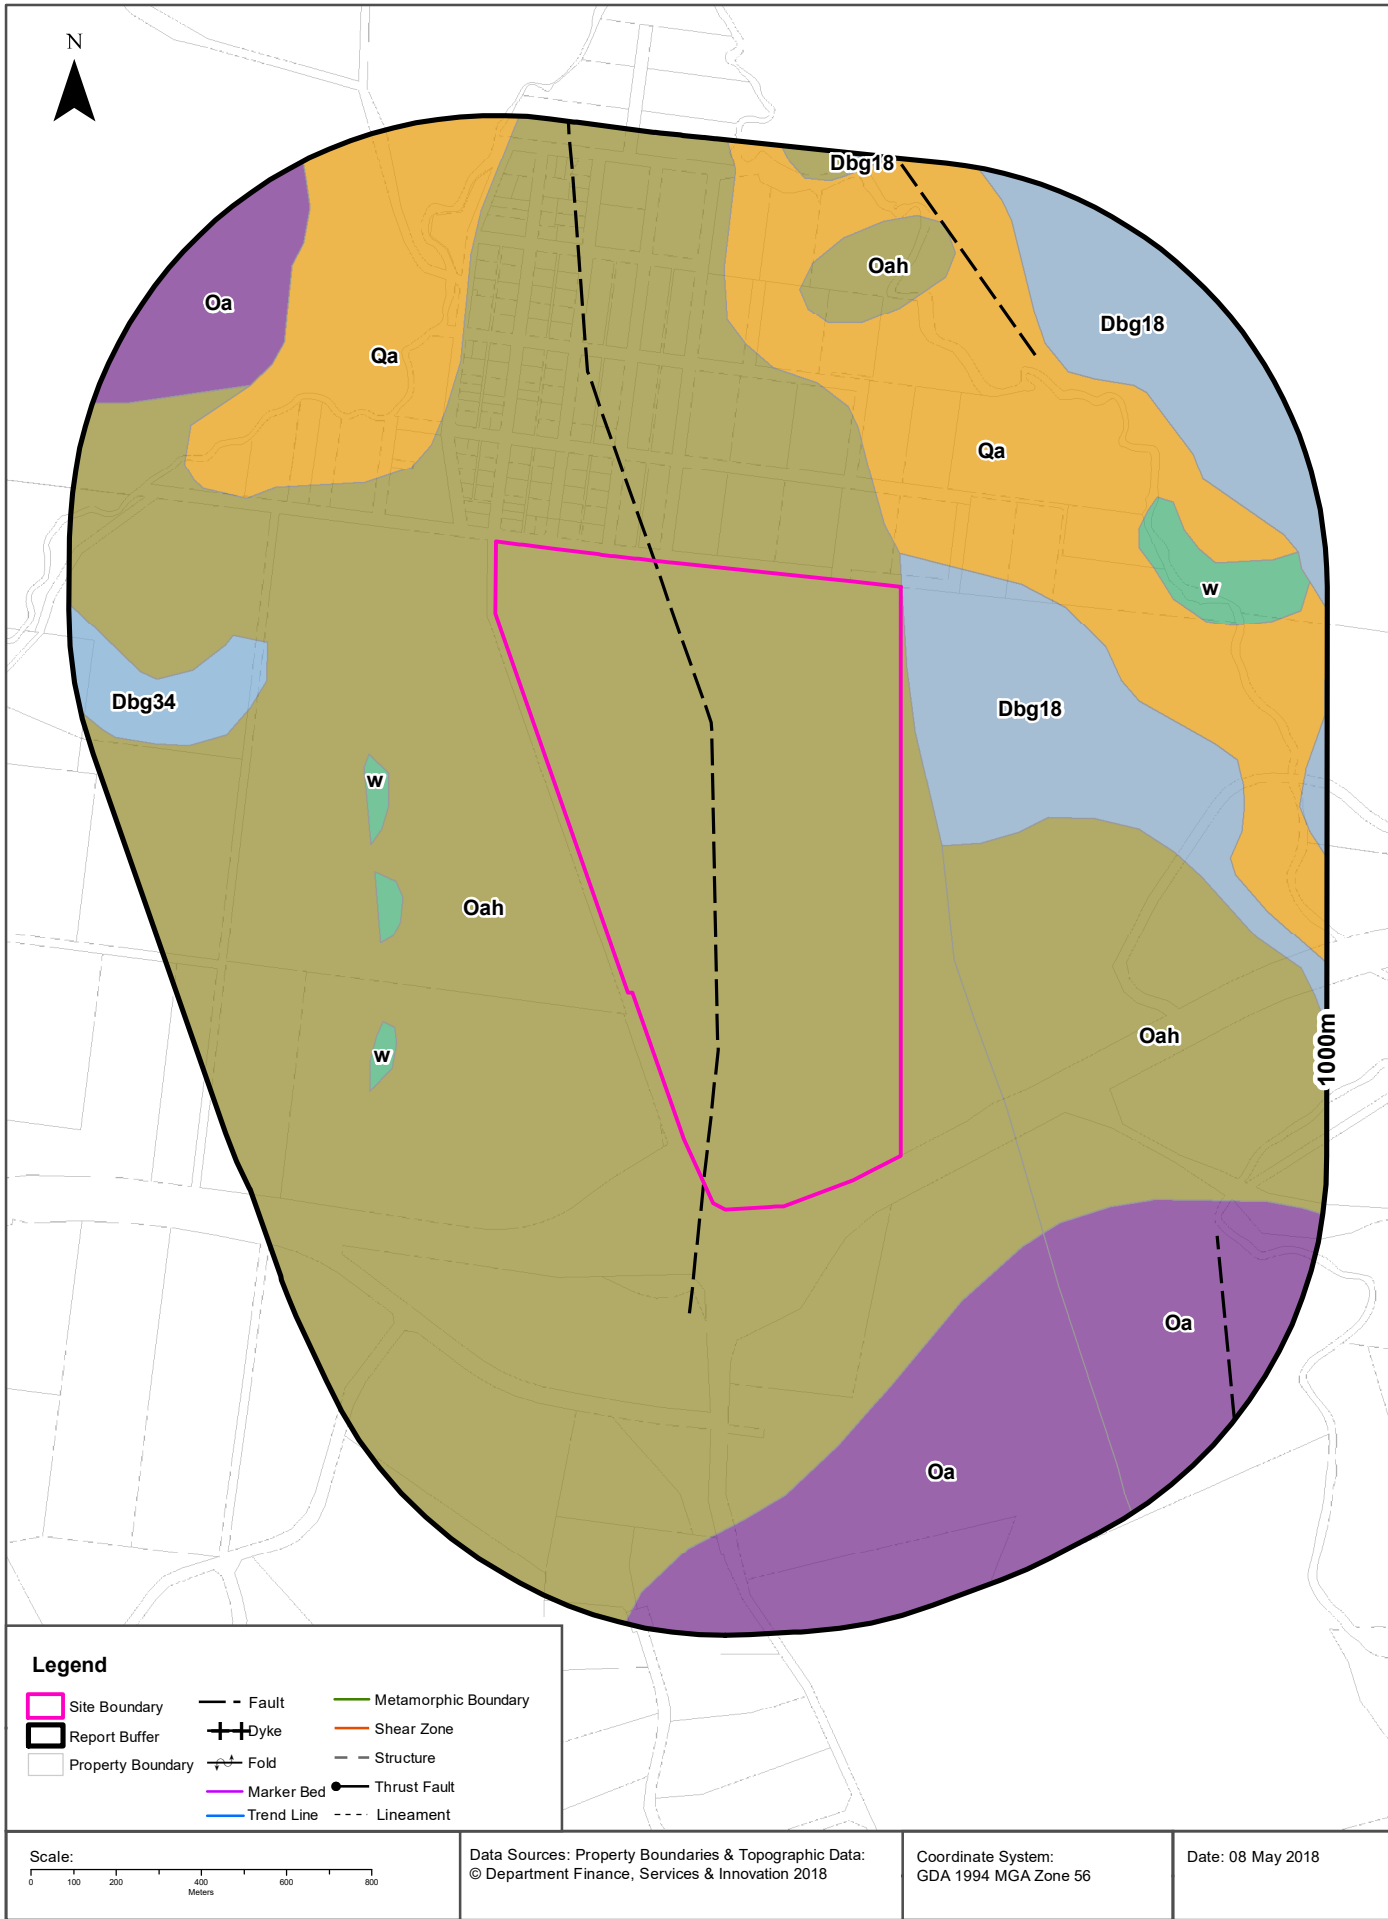 N
Dbg18
Oah
Oa
Dbg18
Qa
Qa
w
Dbg34
Dbg18
w
Oah
Oah
1000m
w
Oa
Oa
Legend
Site Boundary
Report Buffer
Property Boundary
Fault
Dyke
Fold
Marker Bed
Trend Line
Metamorphic Boundary
Shear Zone
Structure
Thrust Fault
Lineament
Scale:
0 100 200 400 600 800
Meters
Data Sources: Property Boundaries & Topographic Data:
© Department Finance, Services & Innovation 2018
Coordinate System:
GDA 1994 MGA Zone 56
Date: 08 May 2018